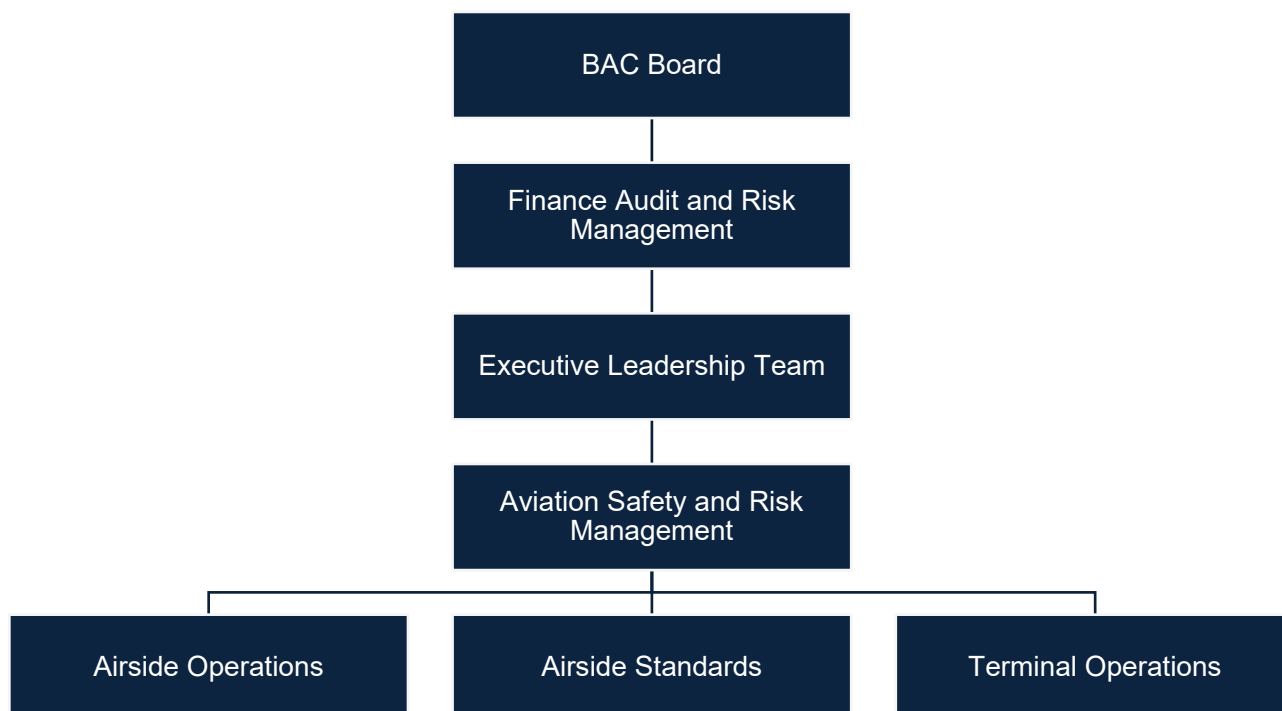 BAC Board
Finance Audit and Risk
Management
Executive Leadership Team
Aviation Safety and Risk
Management
Airside Operations
Airside Standards
Terminal Operations